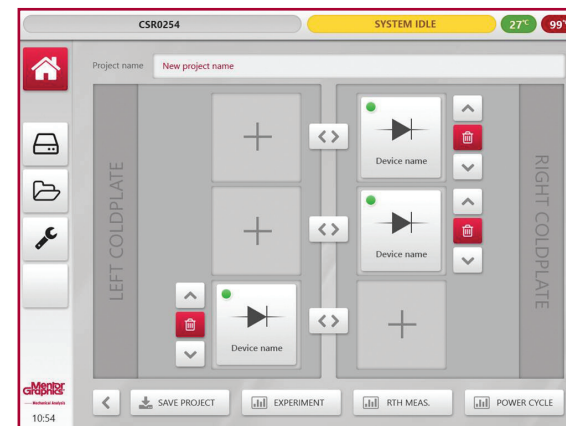 CSR0254
SYSTEM IDLE
27°C
99°
Project name
New project name
LEFT COLDPLATE
RIGHT COLDPLATE
Device name
Device name
Device name
SAVE PROJECT
EXPERIMENT
RTH MEAS.
POWER CYCLE
Mentor
Graphics
Mechanical Analysis
10:54